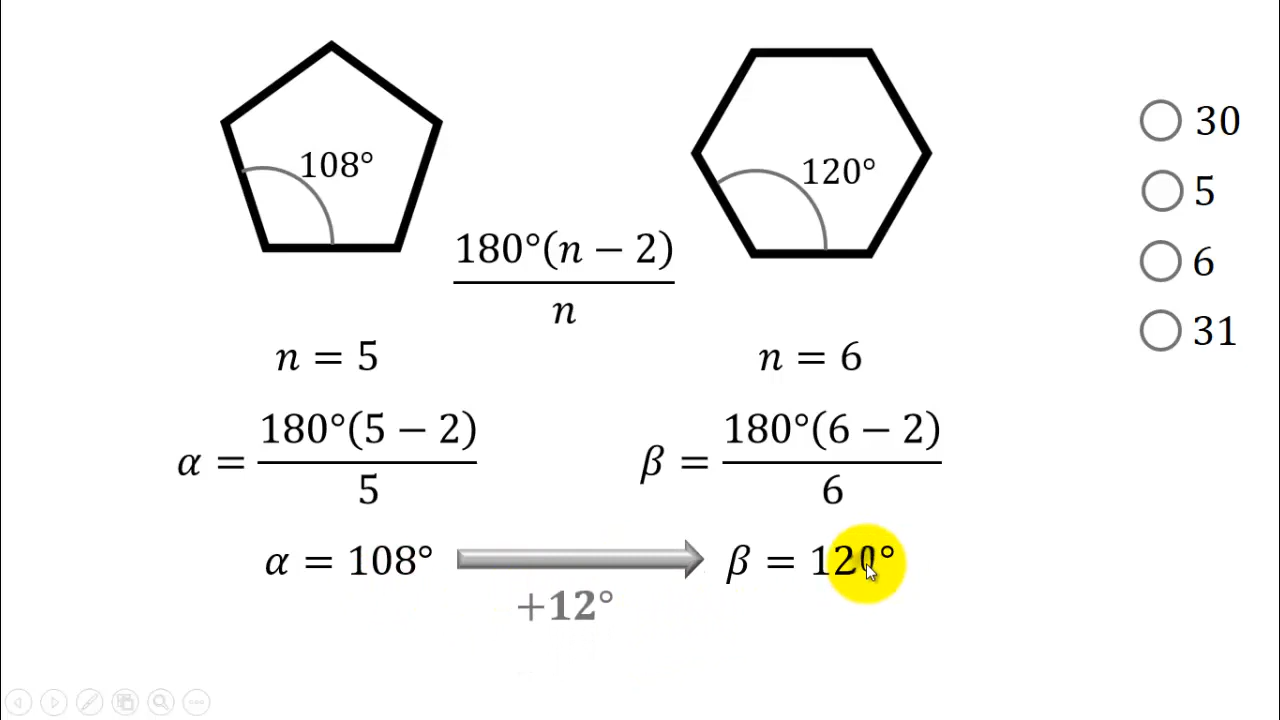 108°
120°
180°(n − 2)
n
n = 5
n = 6
α = 180°(5 − 2)
5
β = 180°(6 − 2)
6
α = 108°
β = 120°
+12°
30
5
6
31